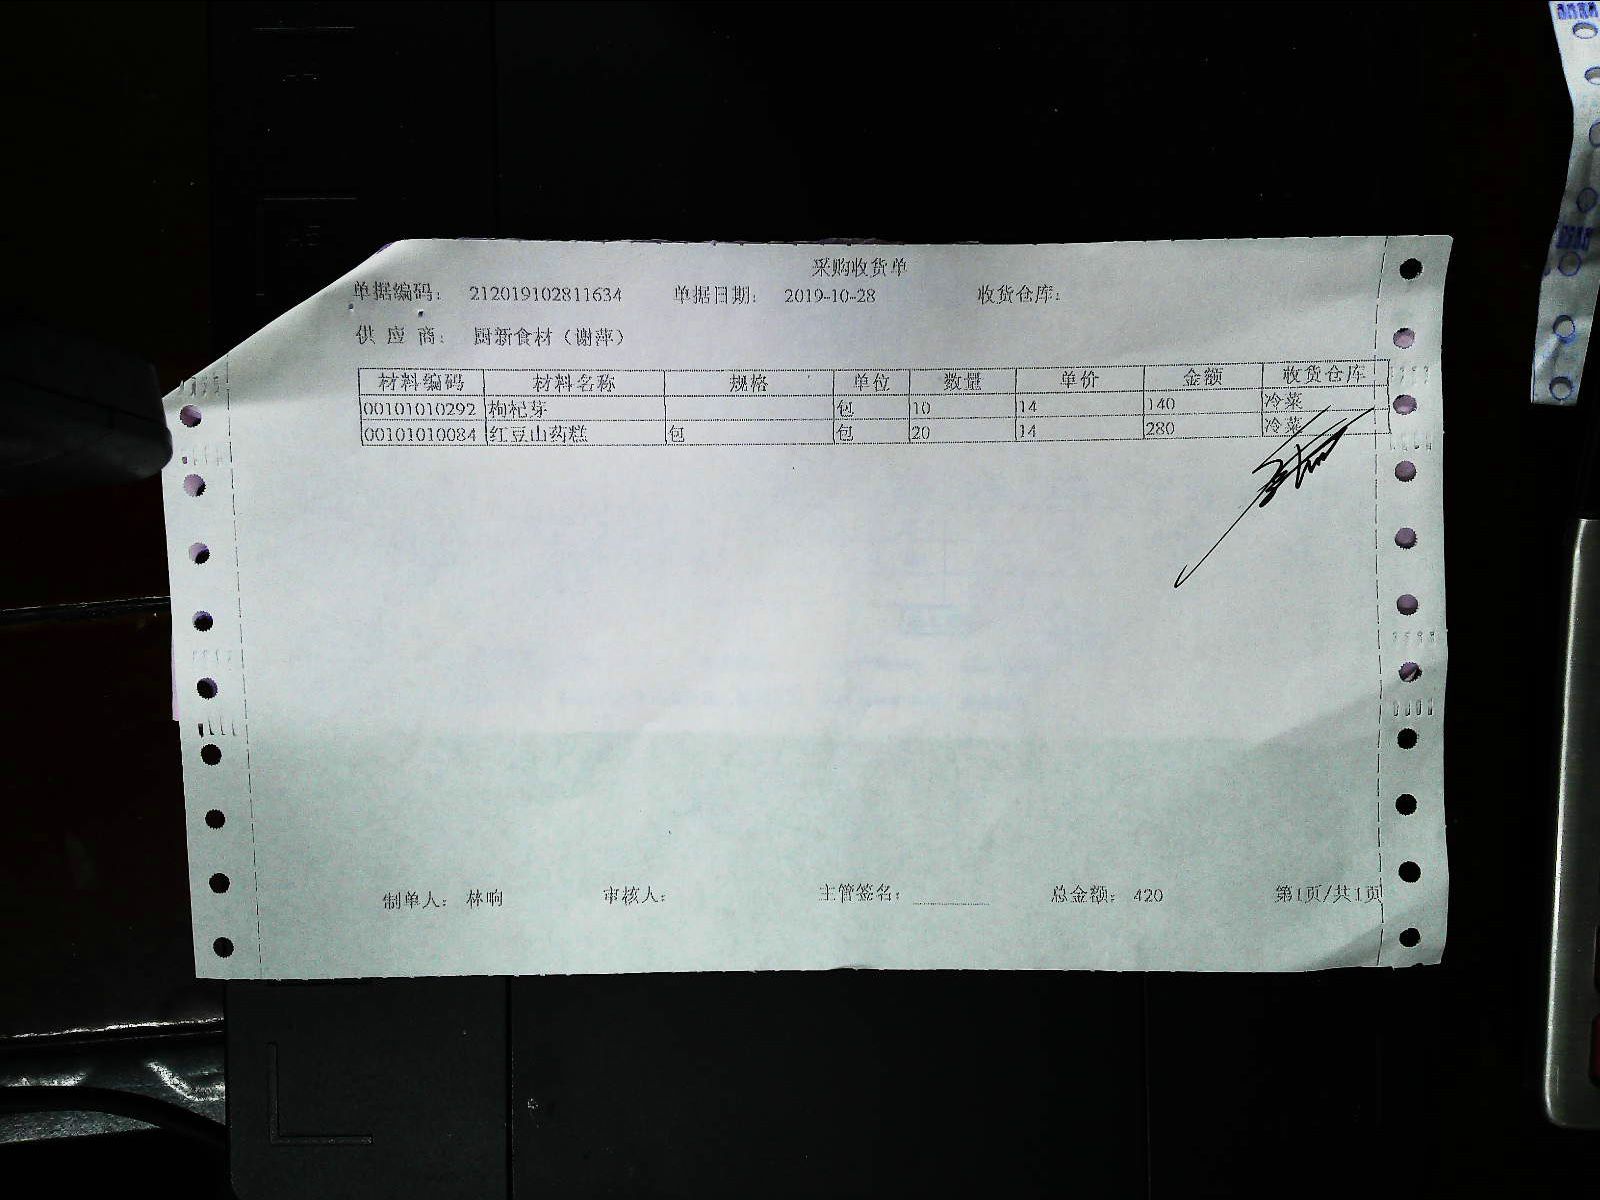 采购收货单
单据编码： 212019102811634 单据日期： 2019-10-28 收货仓库：
供 应 商： 厨新食材（谢萍）
材料编码 材料名称 规格 单位 数量 单价 金额 收货仓库
00101010292 枸杞芽 包 10 14 140 冷菜
00101010084 红豆山药糕 包 包 20 14 280 冷菜
制单人： 林响 审核人： 主管签名： 总金额： 420 第1页/共1页